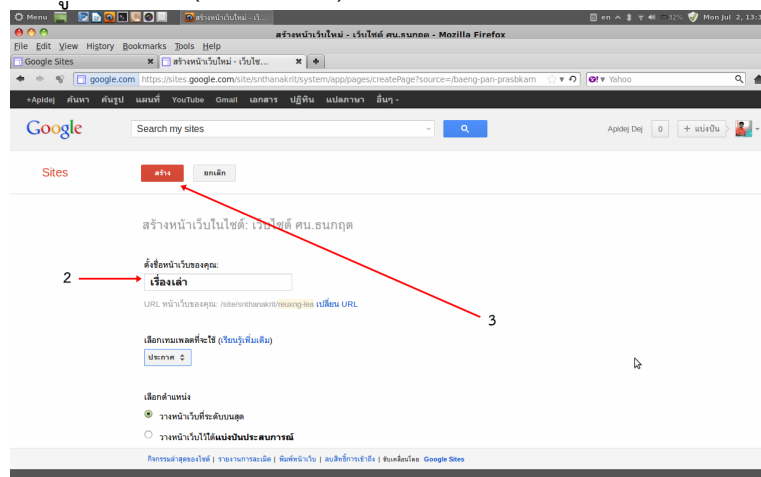 Menu สร้างหน้าเว็บใหม่ - เว็... en 32% Mon Jul 2, 13:3
สร้างหน้าเว็บใหม่ - เว็บไซต์ ศน.ธนกฤต - Mozilla Firefox
File Edit View History Bookmarks Tools Help
Google Sites สร้างหน้าเว็บใหม่ - เว็บไซ...
google.com https://sites.google.com/site/snthanakrit/system/app/pages/createPage?source=/baeng-pan-prasbkarn Yahoo
+Apidej ค้นหา ค้นรูป แผนที่ YouTube Gmail เอกสาร ปฏิทิน แปลภาษา อื่นๆ
Google Search my sites Apidej Dej 0 + แบ่งปัน
Sites สร้าง ยกเลิก
สร้างหน้าเว็บในไซต์: เว็บไซต์ ศน.ธนกฤต
ตั้งชื่อหน้าเว็บของคุณ:
2 เรื่องเล่า
URL หน้าเว็บของคุณ: /site/snthanakrit/reuxng-lea เปลี่ยน URL
3
เลือกเทมเพลตที่จะใช้ (เรียนรู้เพิ่มเติม)
ประกาศ
เลือกตำแหน่ง
วางหน้าเว็บที่ระดับบนสุด
วางหน้าเว็บไว้ใต้แบ่งปันประสบการณ์
กิจกรรมล่าสุดของไซต์ | รายงานการละเมิด | พิมพ์หน้าเว็บ | ลบสิทธิ์การเข้าถึง | ขับเคลื่อนโดย Google Sites